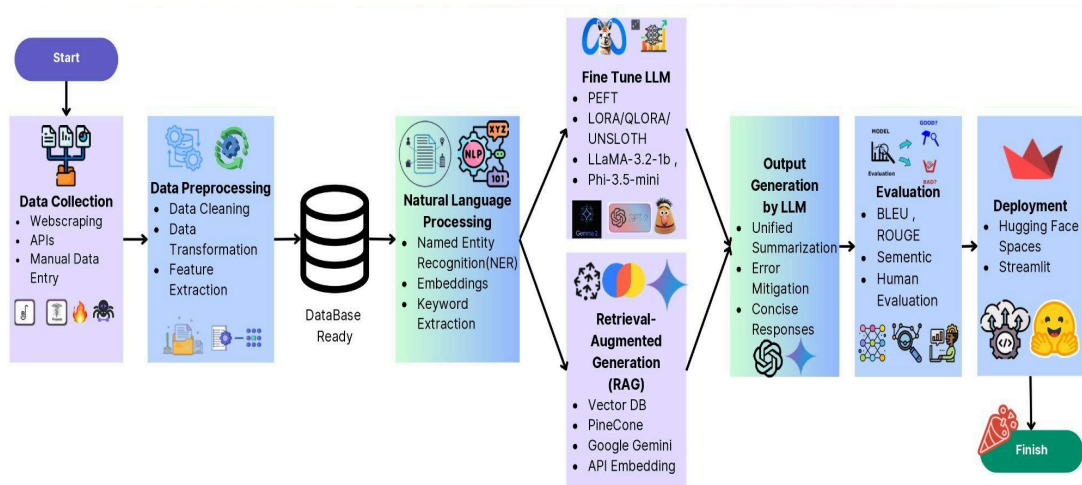 Start
Data Collection
• Webscraping
• APIs
• Manual Data
Entry
Data Preprocessing
• Data Cleaning
• Data
Transformation
• Feature
Extraction
DataBase
Ready
XYZ
NLP
101
Natural Language
Processing
• Named Entity
Recognition(NER)
• Embeddings
• Keyword
Extraction
Fine Tune LLM
• PEFT
• LORA/QLORA/
UNSLOTH
• LLaMA-3.2-1b ,
• Phi-3.5-mini
Gemma 2
GPT-2
Retrieval-
Augmented
Generation
(RAG)
• Vector DB
• PineCone
• Google Gemini
• API Embedding
Output
Generation
by LLM
• Unified
Summarization
• Error
Mitigation
• Concise
Responses
MODEL
Evaluation
GOOD?
BAD?
Evaluation
• BLEU ,
ROUGE
• Sementic
• Human
Evaluation
Deployment
• Hugging Face
Spaces
• Streamlit
Finish